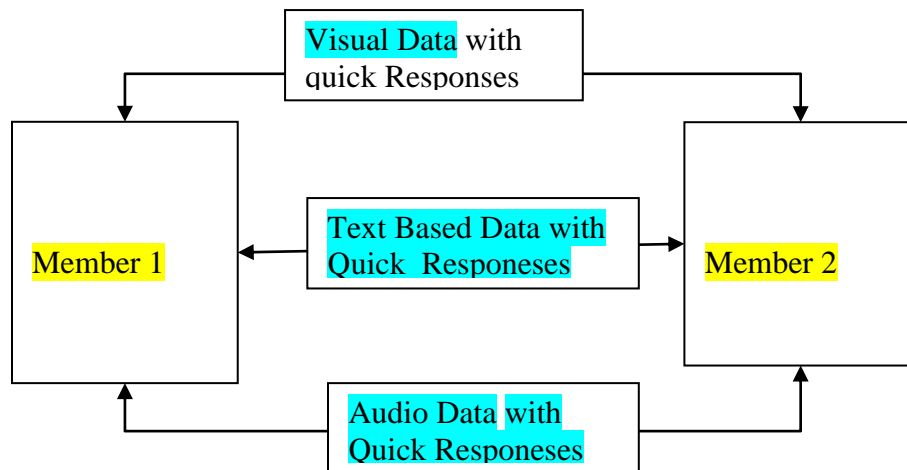 Visual Data with
quick Responses
Member 1
Text Based Data with
Quick  Responeses
Member 2
Audio Data with
Quick Responeses